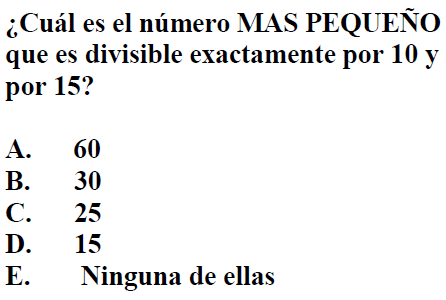 ¿Cuál es el número MAS PEQUEÑO
que es divisible exactamente por 10 y
por 15?
A. 60
B. 30
C. 25
D. 15
E. Ninguna de ellas